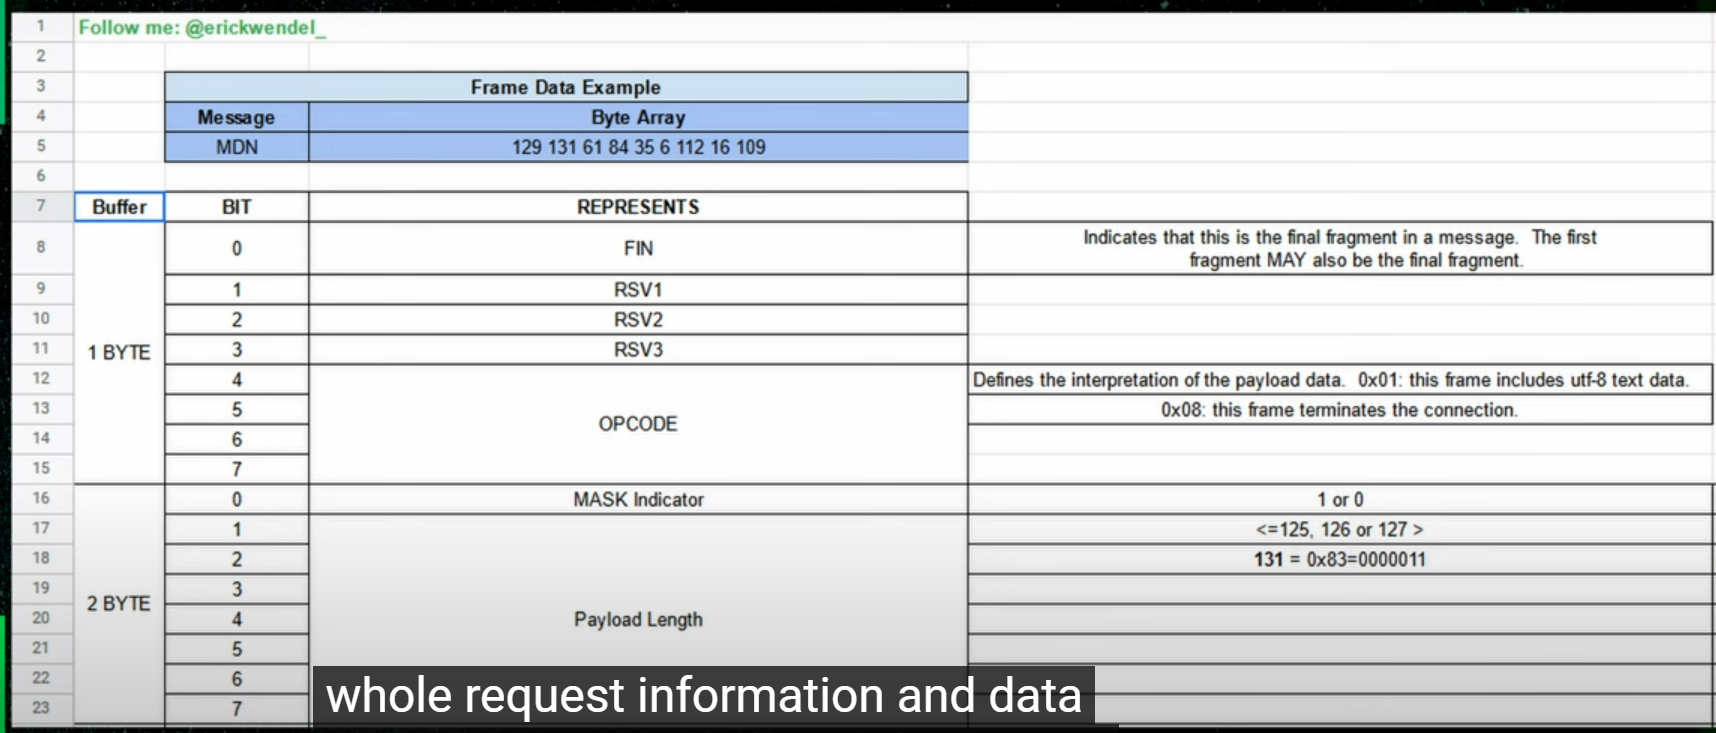 1 Follow me: @erickwendel_
2
3 Frame Data Example
4 Message Byte Array
5 MDN 129 131 61 84 35 6 112 16 109
6
7 Buffer BIT REPRESENTS
8 0 FIN Indicates that this is the final fragment in a message. The first
fragment MAY also be the final fragment.
9 1 RSV1
10 2 RSV2
11 1 BYTE 3 RSV3
12 4 Defines the interpretation of the payload data. 0x01: this frame includes utf-8 text data.
13 5 OPCODE 0x08: this frame terminates the connection.
14 6
15 7
16 0 MASK Indicator 1 or 0
17 1 <=125, 126 or 127 >
18 2 131 = 0x83=0000011
19 2 BYTE 3
20 4 Payload Length
21 5
22 6
23 7
whole request information and data